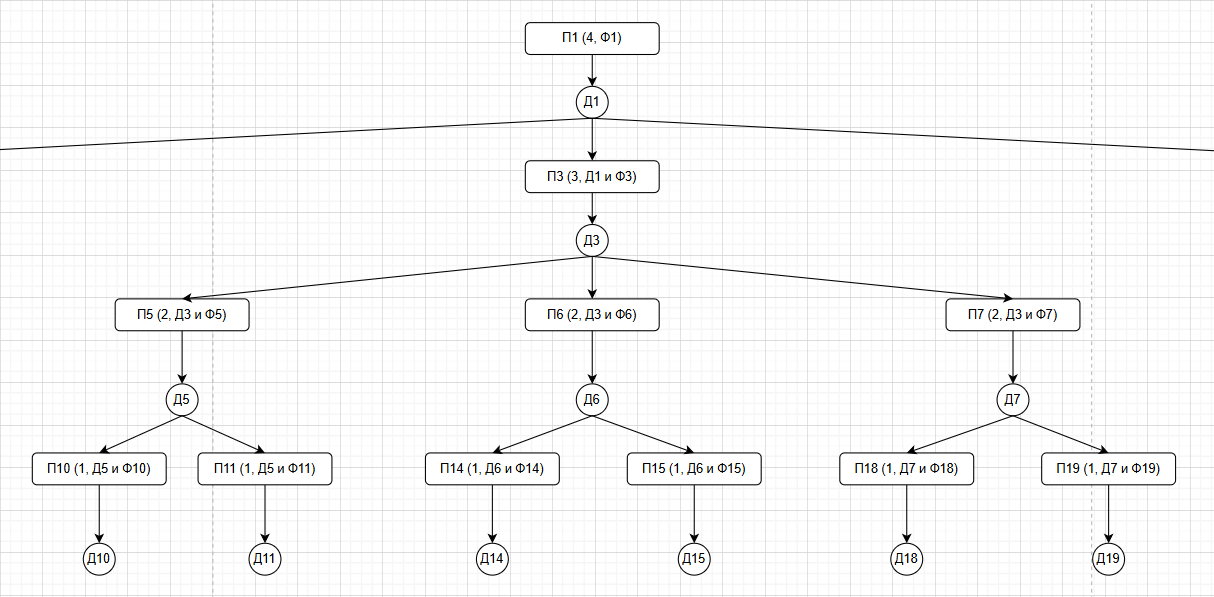 П1 (4, Ф1)
Д1
П3 (3, Д1 и Ф3)
Д3
П5 (2, Д3 и Ф5)
П6 (2, Д3 и Ф6)
П7 (2, Д3 и Ф7)
Д5
Д6
Д7
П10 (1, Д5 и Ф10)
П11 (1, Д5 и Ф11)
П14 (1, Д6 и Ф14)
П15 (1, Д6 и Ф15)
П18 (1, Д7 и Ф18)
П19 (1, Д7 и Ф19)
Д10
Д11
Д14
Д15
Д18
Д19